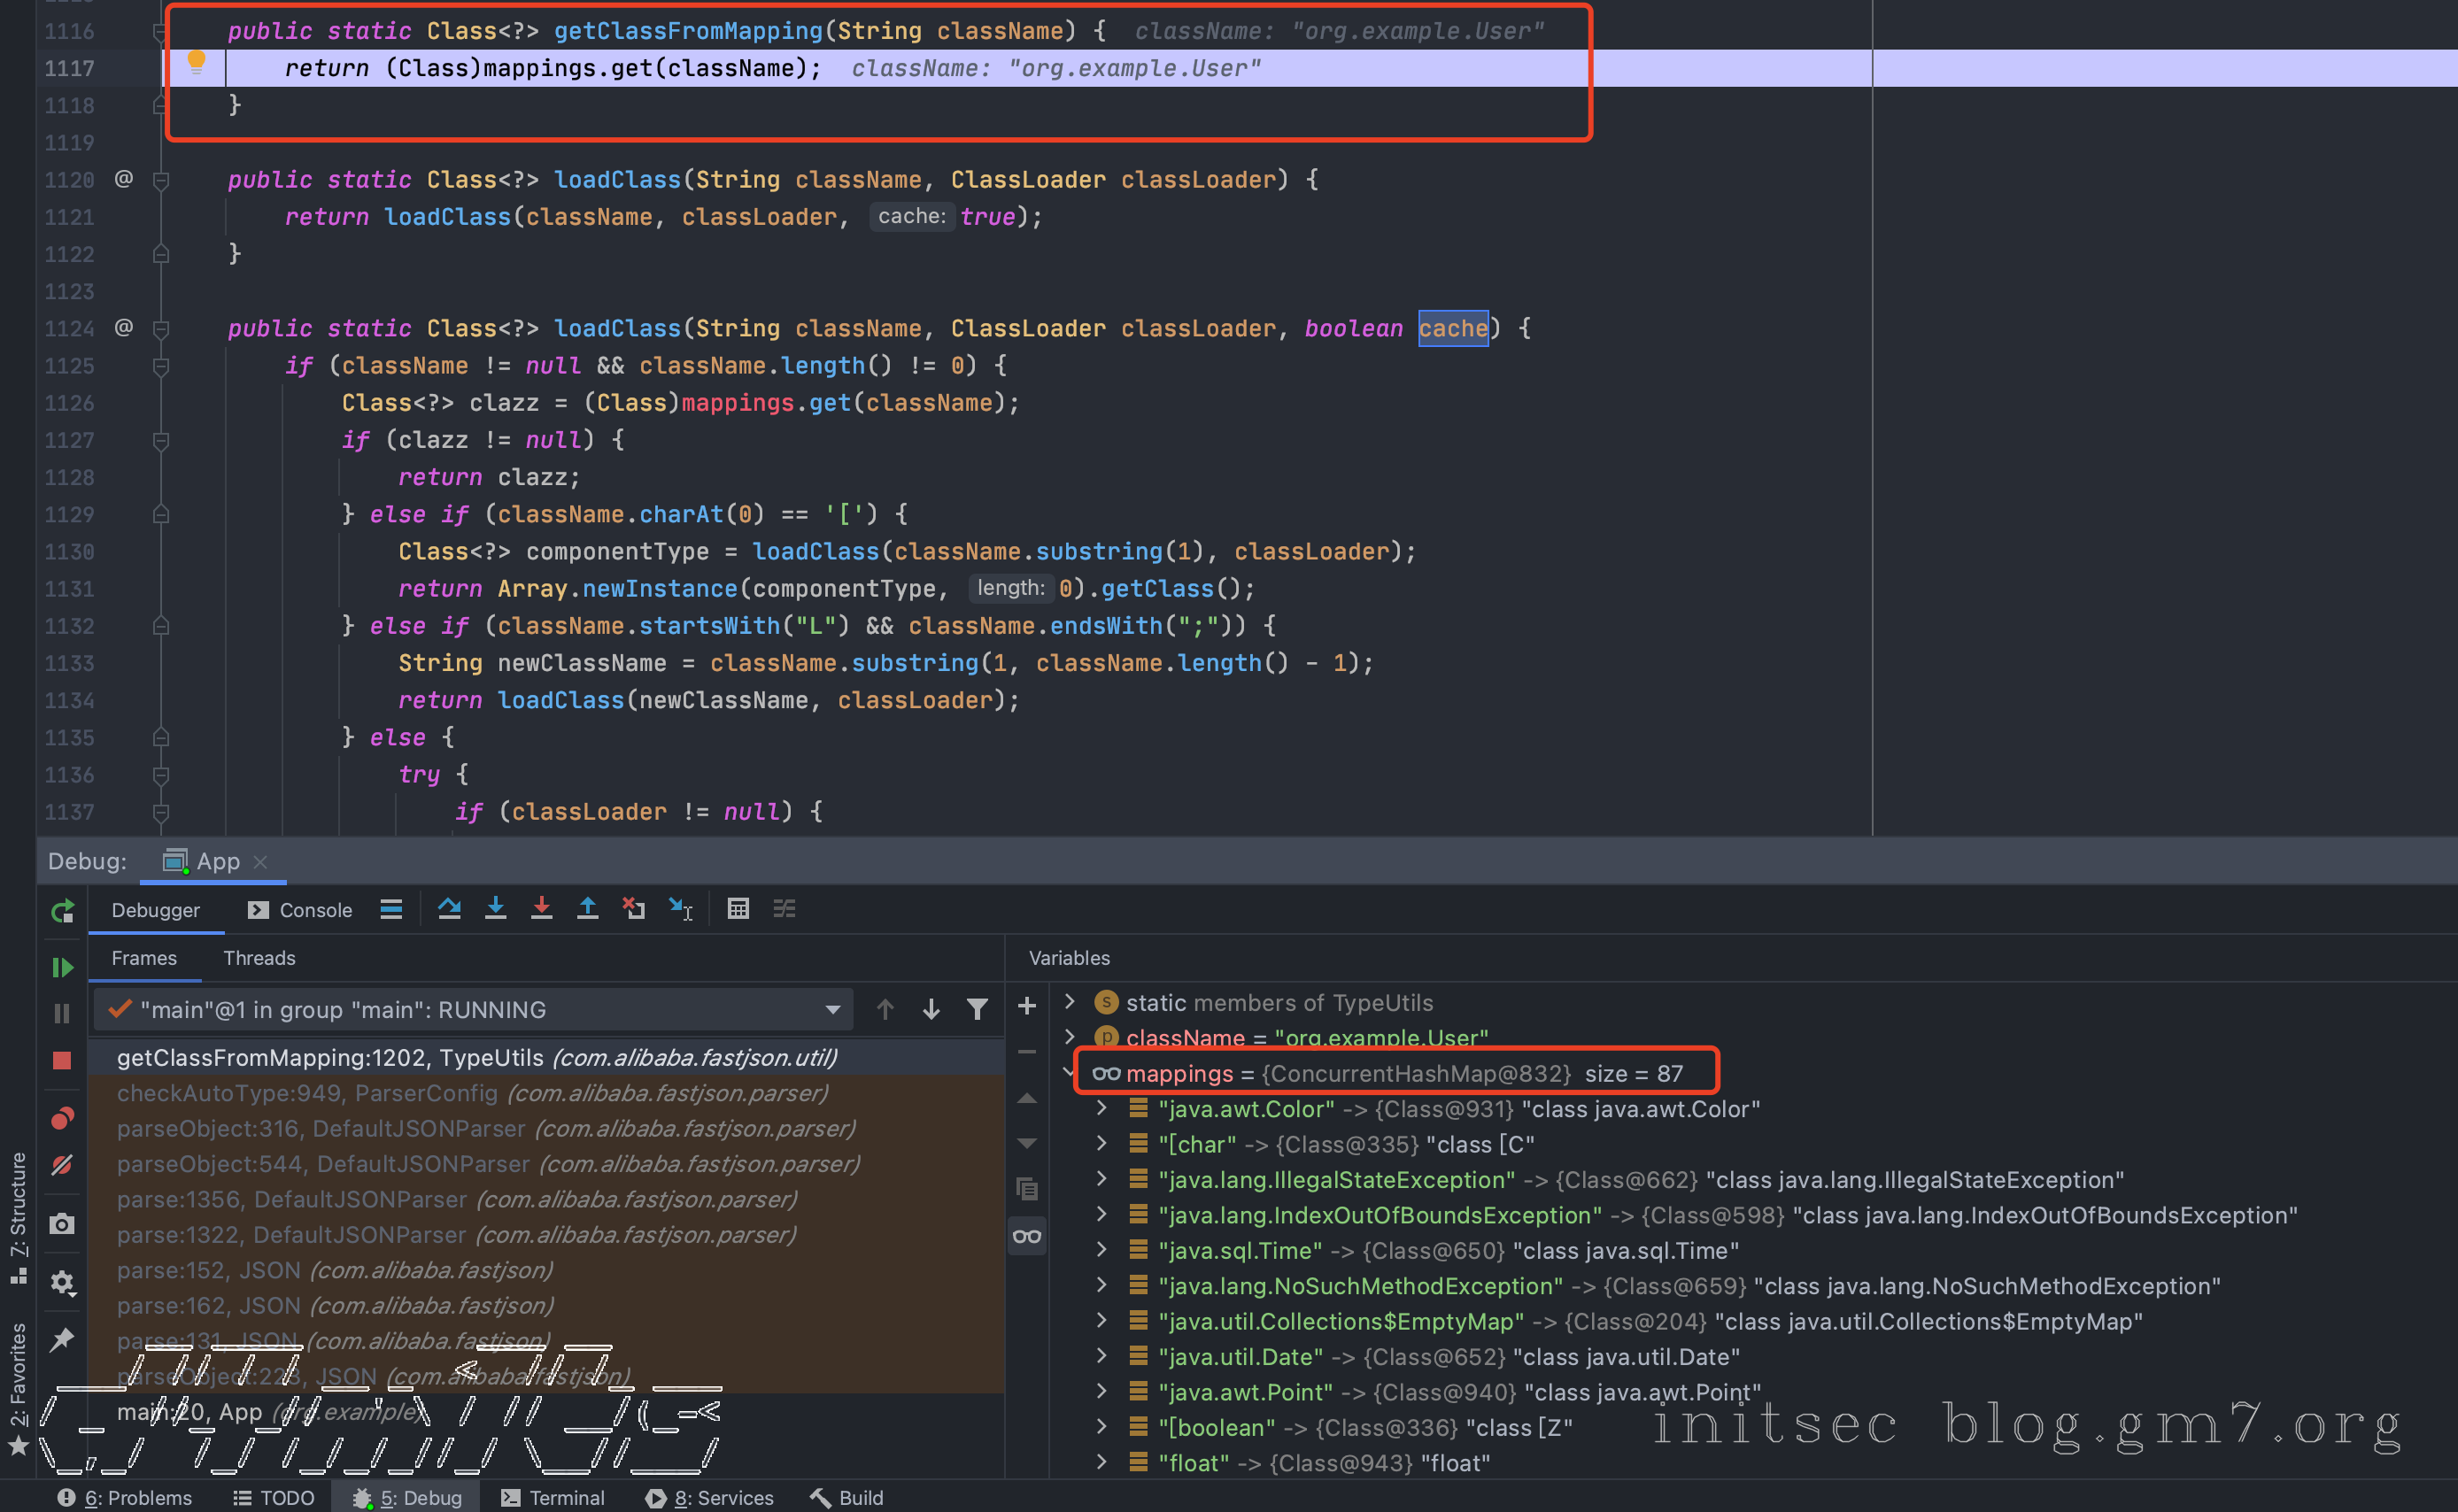 1116 public static Class<?> getClassFromMapping(String className) { className: "org.example.User"
1117 return (Class)mappings.get(className); className: "org.example.User"
1118 }
1119
1120 @ public static Class<?> loadClass(String className, ClassLoader classLoader) {
1121 return loadClass(className, classLoader, cache: true);
1122 }
1123
1124 @ public static Class<?> loadClass(String className, ClassLoader classLoader, boolean cache) {
1125 if (className != null && className.length() != 0) {
1126 Class<?> clazz = (Class)mappings.get(className);
1127 if (clazz != null) {
1128 return clazz;
1129 } else if (className.charAt(0) == '[') {
1130 Class<?> componentType = loadClass(className.substring(1), classLoader);
1131 return Array.newInstance(componentType, length: 0).getClass();
1132 } else if (className.startsWith("L") && className.endsWith(";")) {
1133 String newClassName = className.substring(1, className.length() - 1);
1134 return loadClass(newClassName, classLoader);
1135 } else {
1136 try {
1137 if (classLoader != null) {
Debug: App
Debugger Console
Frames Threads
"main"@1 in group "main": RUNNING
getClassFromMapping:1202, TypeUtils (com.alibaba.fastjson.util)
checkAutoType:949, ParserConfig (com.alibaba.fastjson.parser)
parseObject:316, DefaultJSONParser (com.alibaba.fastjson.parser)
parseObject:544, DefaultJSONParser (com.alibaba.fastjson.parser)
parse:1356, DefaultJSONParser (com.alibaba.fastjson.parser)
parse:1322, DefaultJSONParser (com.alibaba.fastjson.parser)
parse:152, JSON (com.alibaba.fastjson)
parse:162, JSON (com.alibaba.fastjson)
parse:131, JSON (com.alibaba.fastjson)
parseObject:223, JSON (com.alibaba.fastjson)
main:20, App (org.example)
Variables
static members of TypeUtils
className = "org.example.User"
mappings = {ConcurrentHashMap@832} size = 87
"java.awt.Color" -> {Class@931} "class java.awt.Color"
"[char" -> {Class@335} "class [C"
"java.lang.IllegalStateException" -> {Class@662} "class java.lang.IllegalStateException"
"java.lang.IndexOutOfBoundsException" -> {Class@598} "class java.lang.IndexOutOfBoundsException"
"java.sql.Time" -> {Class@650} "class java.sql.Time"
"java.lang.NoSuchMethodException" -> {Class@659} "class java.lang.NoSuchMethodException"
"java.util.Collections$EmptyMap" -> {Class@204} "class java.util.Collections$EmptyMap"
"java.util.Date" -> {Class@652} "class java.util.Date"
"java.awt.Point" -> {Class@940} "class java.awt.Point"
"[boolean" -> {Class@336} "class [Z"
"float" -> {Class@943} "float"
initsec blog.gm7.org
7: Structure
2: Favorites
6: Problems TODO 5: Debug Terminal 8: Services Build